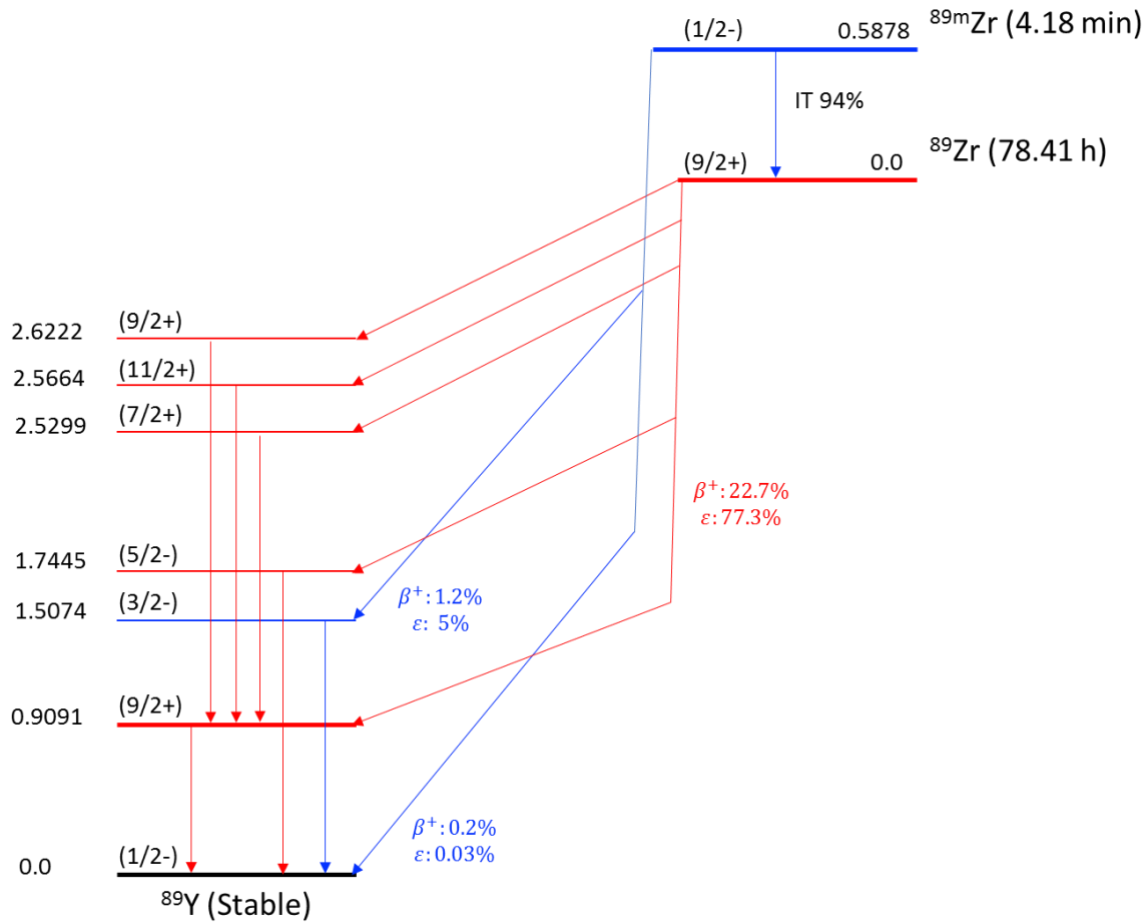 (1/2-) 0.5878 ⁸⁹ᵐZr (4.18 min)
IT 94%
(9/2+) 0.0 ⁸⁹Zr (78.41 h)
2.6222 (9/2+)
2.5664 (11/2+)
2.5299 (7/2+)
β⁺:22.7%
ε:77.3%
1.7445 (5/2-)
1.5074 (3/2-)
β⁺:1.2%
ε: 5%
0.9091 (9/2+)
β⁺:0.2%
ε:0.03%
0.0 (1/2-)
⁸⁹Y (Stable)